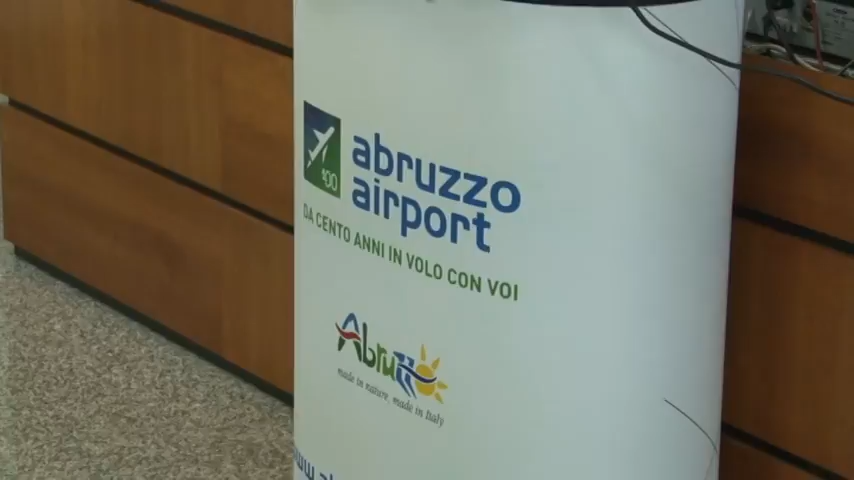 100
abruzzo
airport
DA CENTO ANNI IN VOLO CON VOI
Abruzzo
made in nature, made in Italy